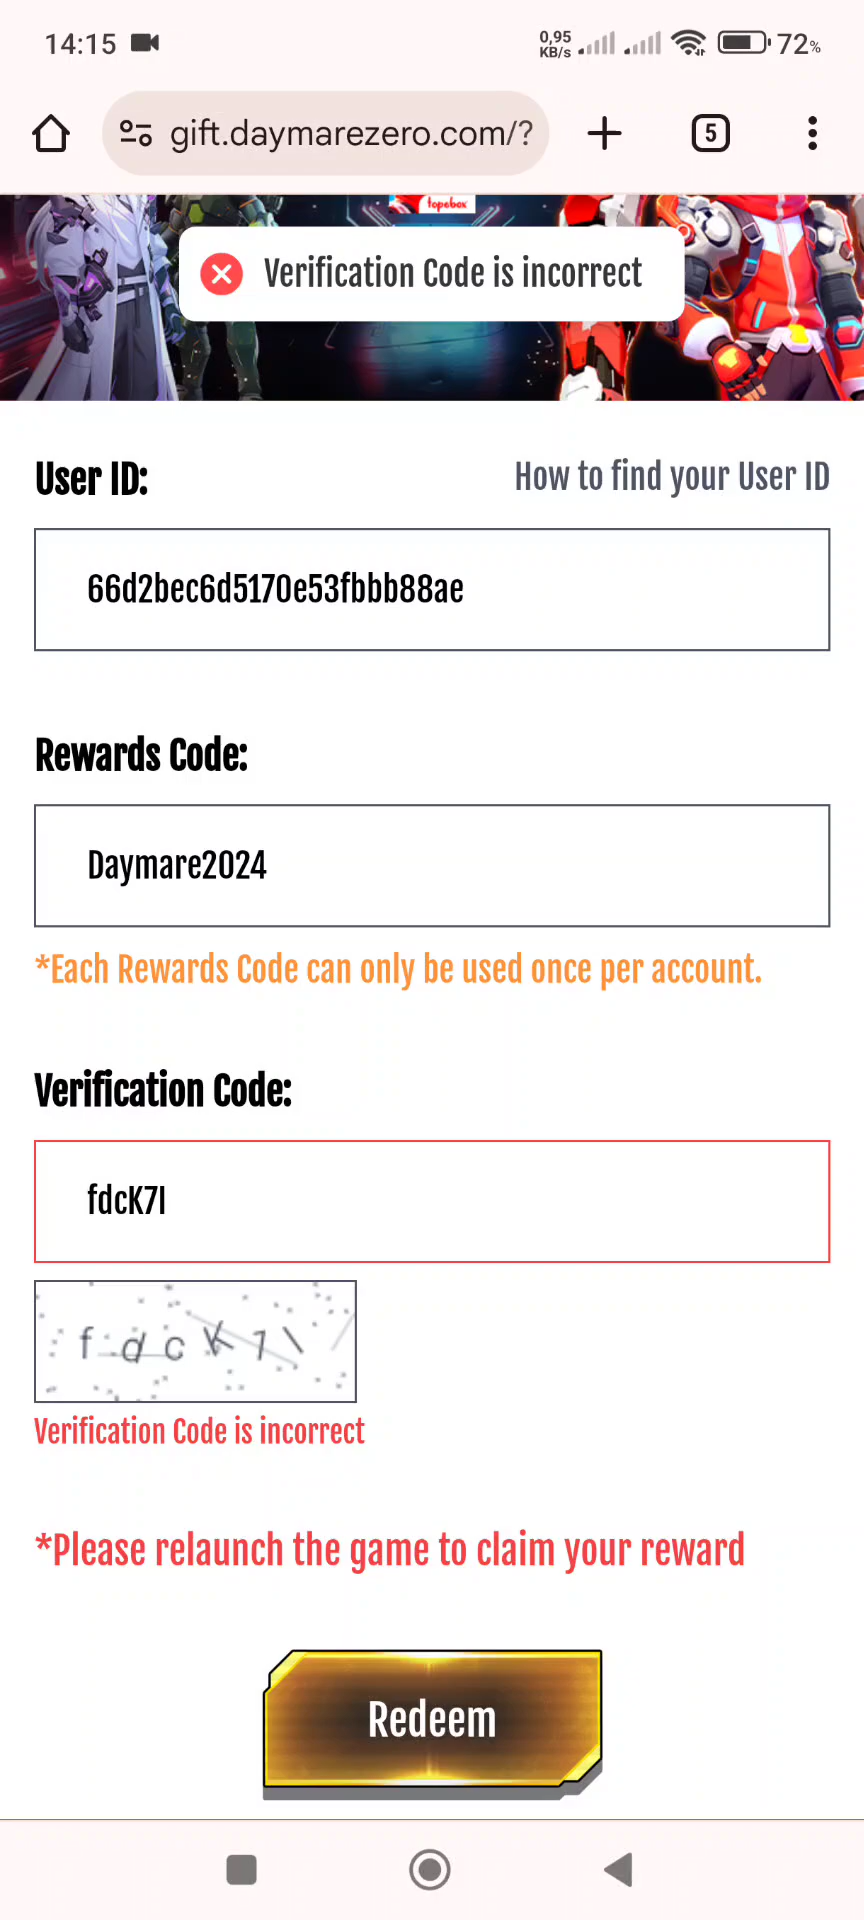 14:15
0,95
KB/s
72%
gift.daymarezero.com/?
5
topebox
Verification Code is incorrect
User ID:
How to find your User ID
66d2bec6d5170e53fbbb88ae
Rewards Code:
Daymare2024
*Each Rewards Code can only be used once per account.
Verification Code:
fdcK7I
f d c K 7 \
Verification Code is incorrect
*Please relaunch the game to claim your reward
Redeem